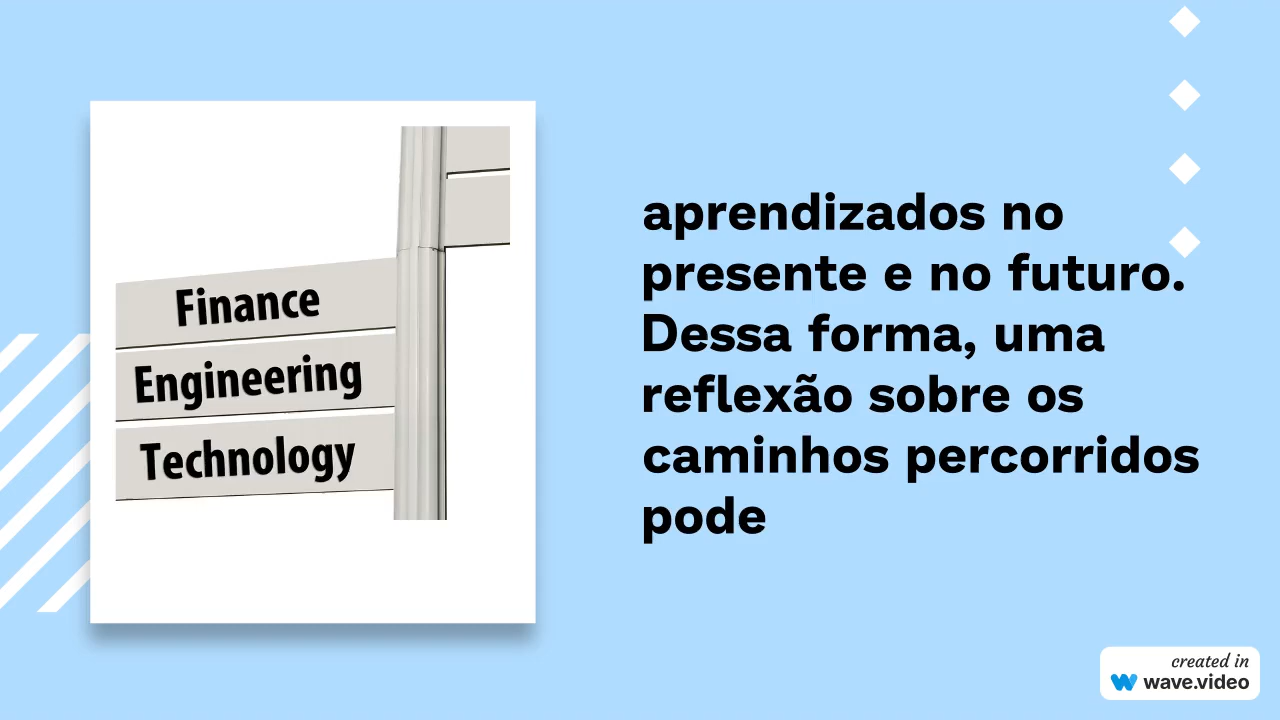 Finance
Engineering
Technology
aprendizados no
presente e no futuro.
Dessa forma, uma
reflexão sobre os
caminhos percorridos
pode
created in
wave.video